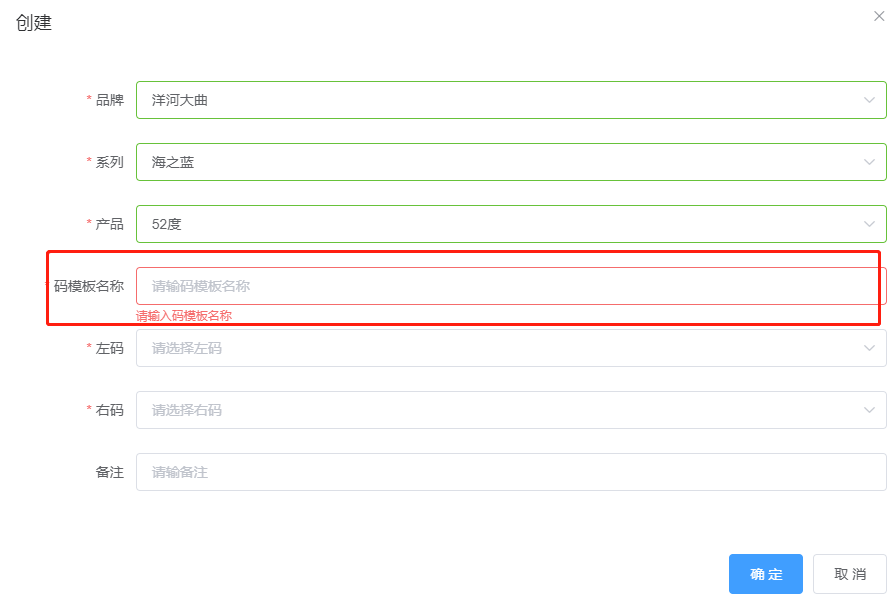 创建
* 品牌 洋河大曲
* 系列 海之蓝
* 产品 52度
* 码模板名称 请输码模板名称
请输入码模板名称
* 左码 请选择左码
* 右码 请选择右码
备注 请输备注
确 定 取 消